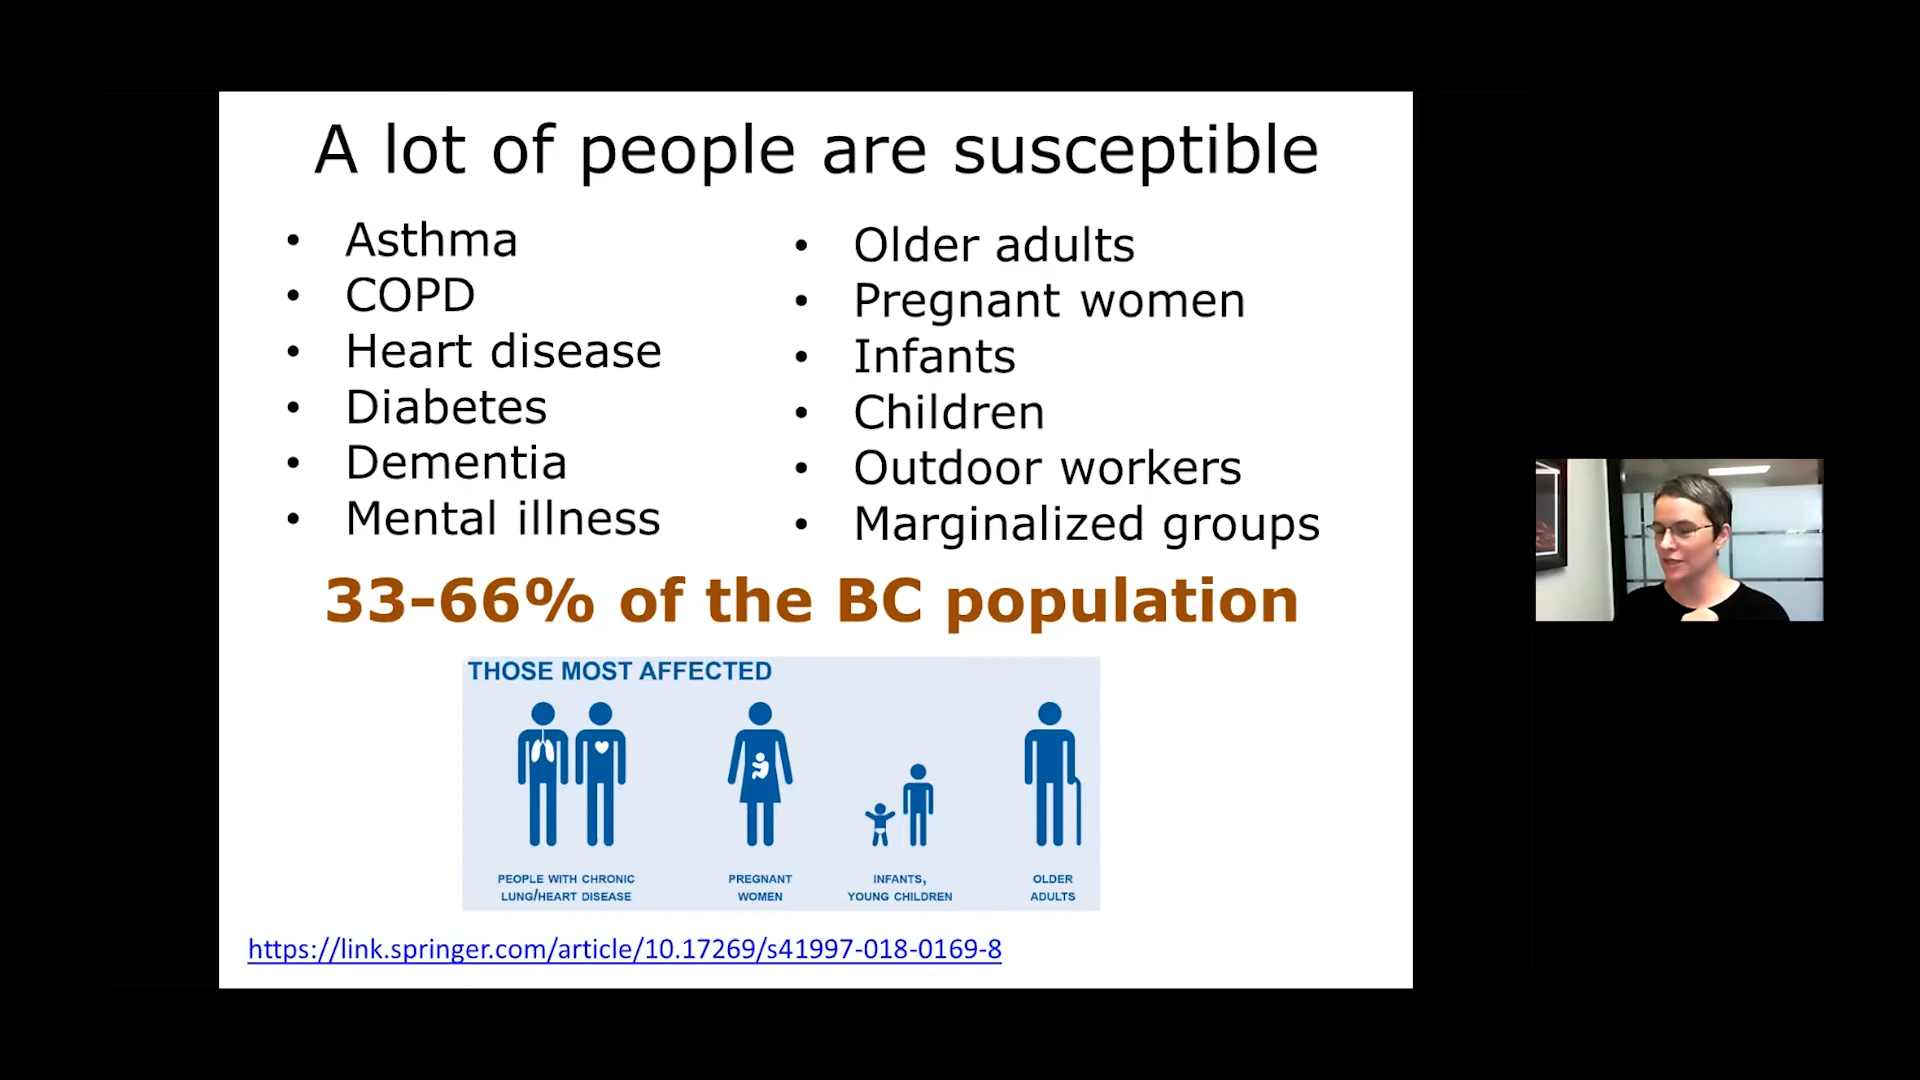 A lot of people are susceptible
• Asthma
• COPD
• Heart disease
• Diabetes
• Dementia
• Mental illness
• Older adults
• Pregnant women
• Infants
• Children
• Outdoor workers
• Marginalized groups
33-66% of the BC population
THOSE MOST AFFECTED
PEOPLE WITH CHRONIC
LUNG/HEART DISEASE
PREGNANT
WOMEN
INFANTS,
YOUNG CHILDREN
OLDER
ADULTS
https://link.springer.com/article/10.17269/s41997-018-0169-8